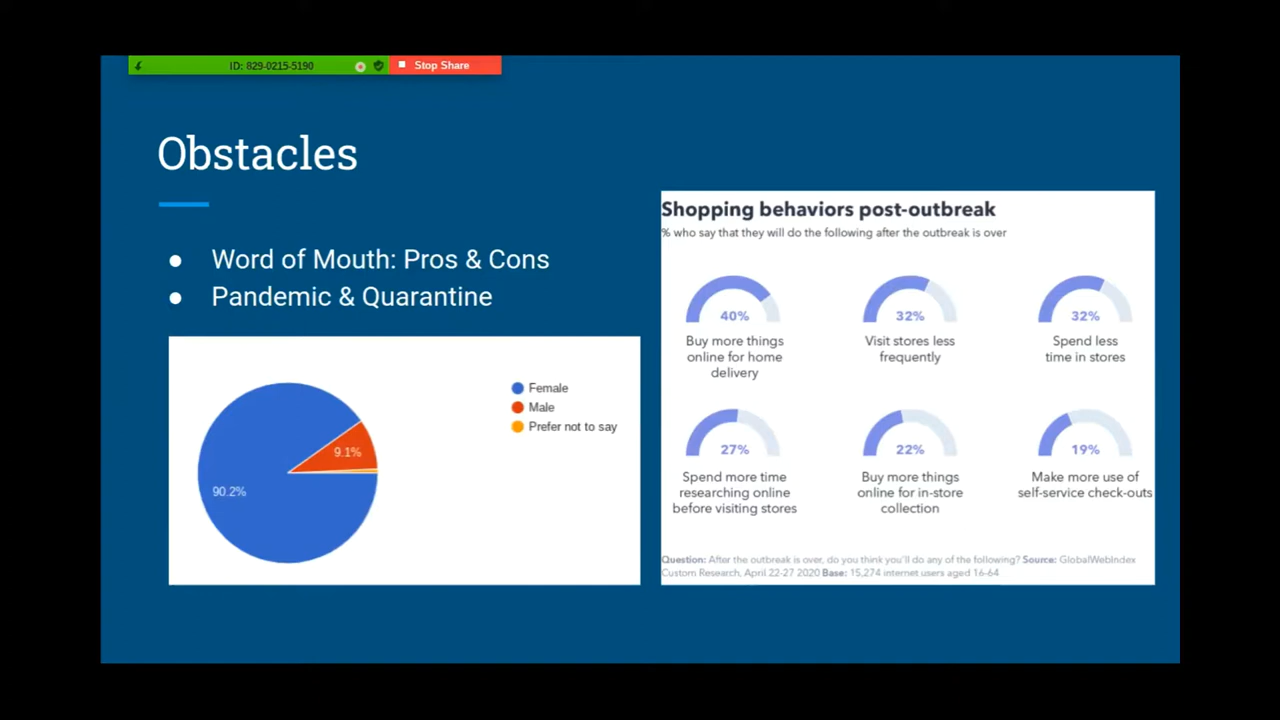 ID: 829-0215-5190
Stop Share
Obstacles
● Word of Mouth: Pros & Cons
● Pandemic & Quarantine
Female
Male
Prefer not to say
9.1%
90.2%
Shopping behaviors post-outbreak
% who say that they will do the following after the outbreak is over
40%
Buy more things
online for home
delivery
32%
Visit stores less
frequently
32%
Spend less
time in stores
27%
Spend more time
researching online
before visiting stores
22%
Buy more things
online for in-store
collection
19%
Make more use of
self-service check-outs
Question: After the outbreak is over, do you think you'll do any of the following? Source: GlobalWebIndex
Custom Research, April 22-27 2020 Base: 15,274 internet users aged 16-64